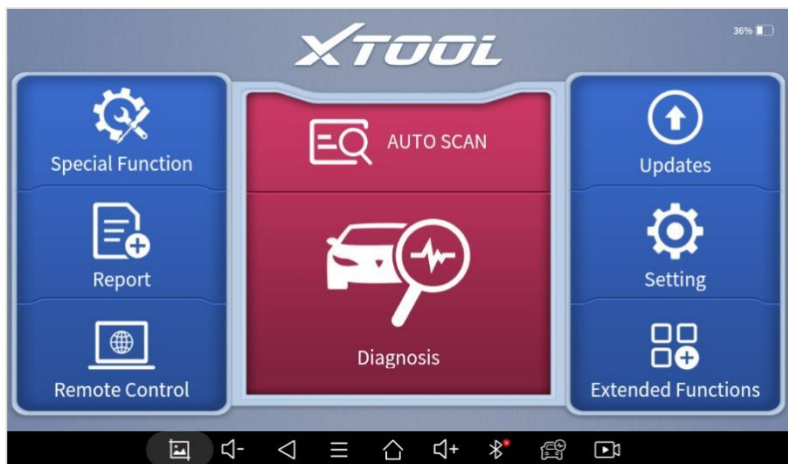 XTOOL
36%
Special Function
Report
Remote Control
AUTO SCAN
Diagnosis
Updates
Setting
Extended Functions